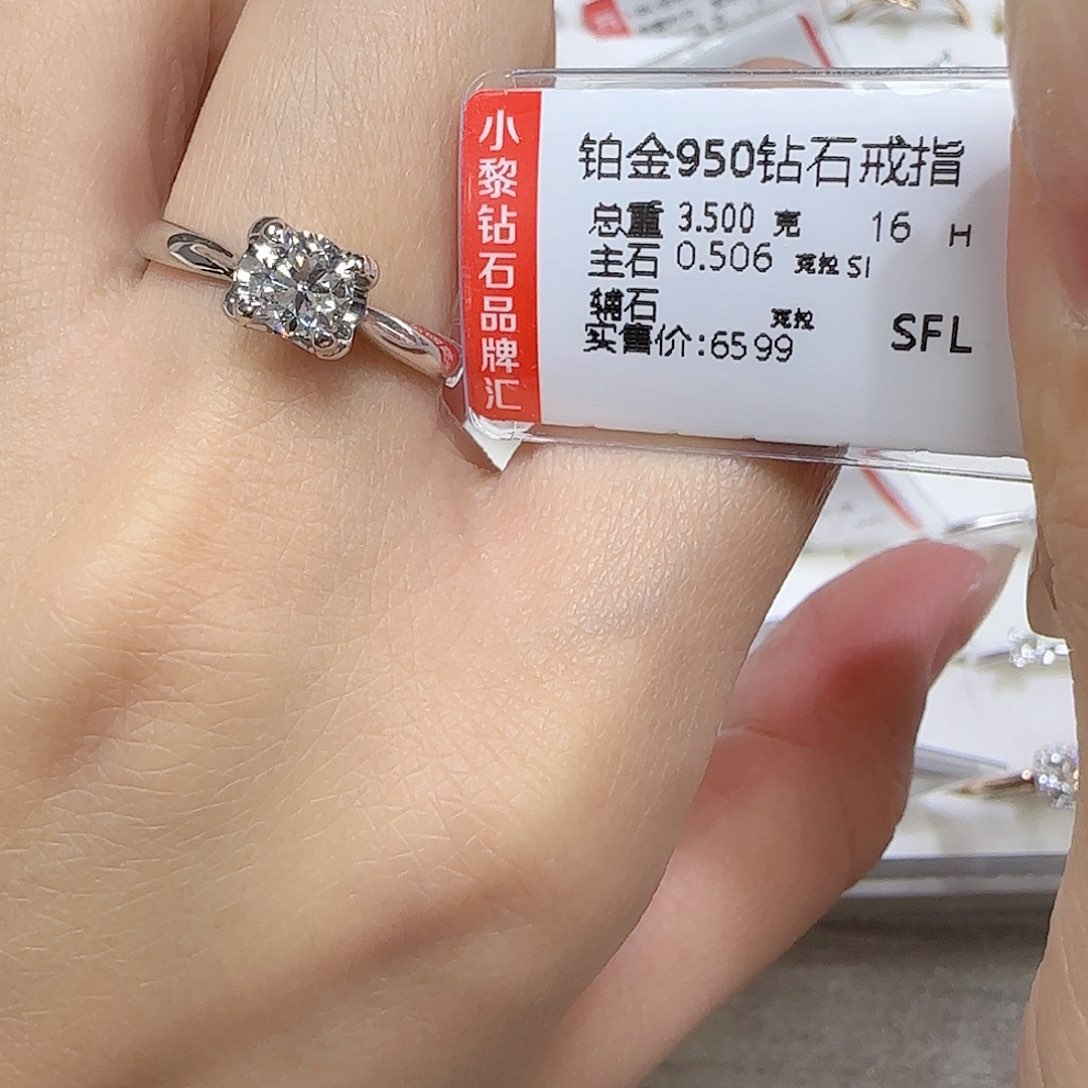 小黎钻石品牌汇
铂金950钻石戒指
总重 3.500 克 16 H
主石 0.506 克拉 SI
辅石 克拉
实售价:6599 SFL